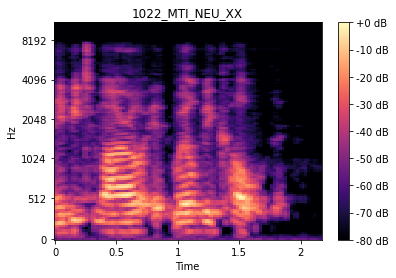 1022_MTI_NEU_XX
8192
4096
2048
1024
512
0
Hz
0
0.5
1
1.5
2
Time
+0 dB
-10 dB
-20 dB
-30 dB
-40 dB
-50 dB
-60 dB
-70 dB
-80 dB